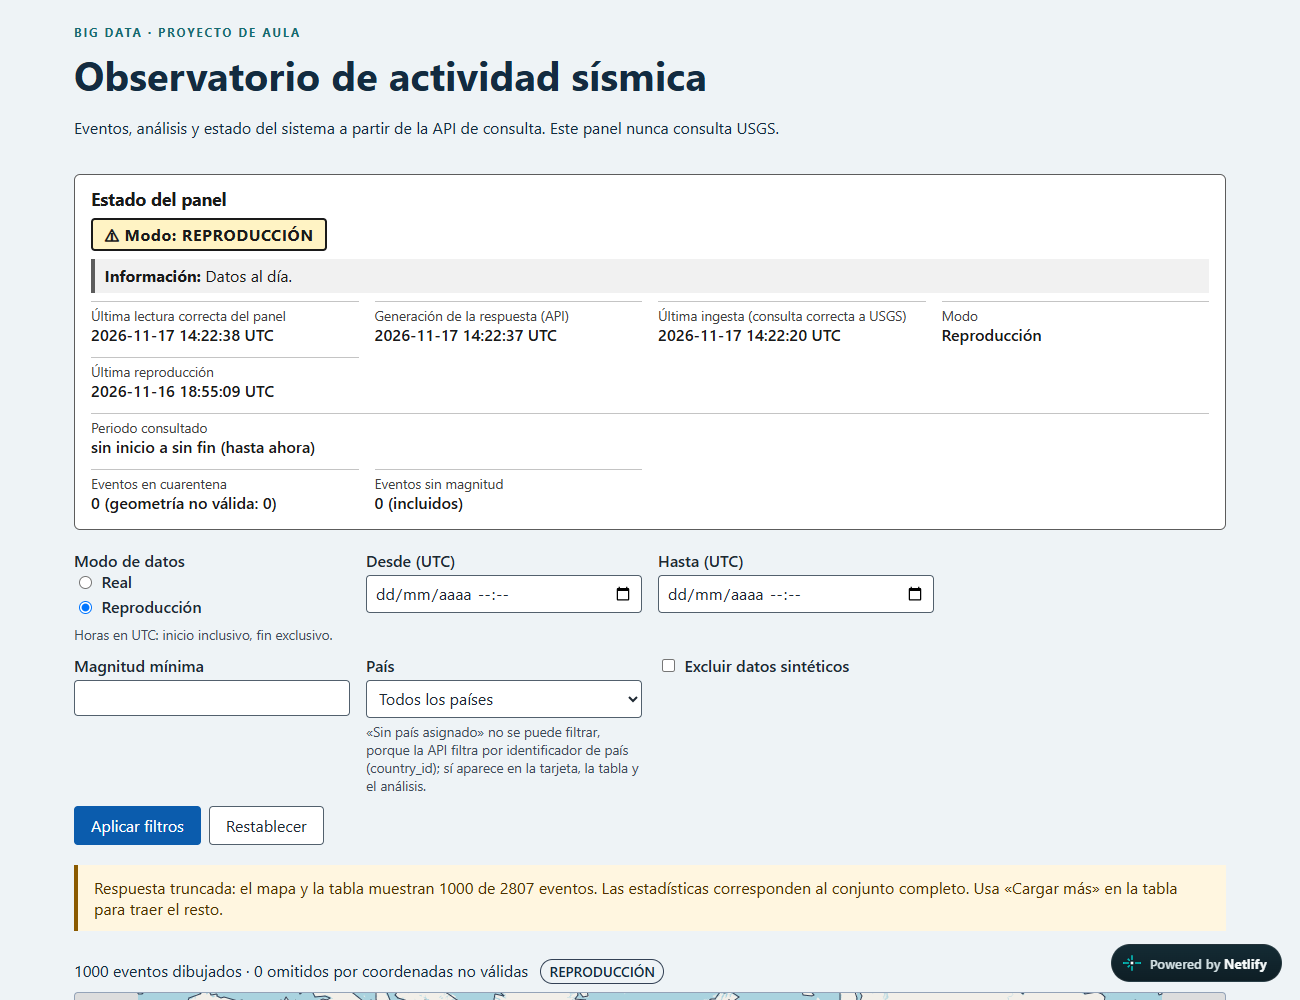 BIG DATA · PROYECTO DE AULA
Observatorio de actividad sísmica
Eventos, análisis y estado del sistema a partir de la API de consulta. Este panel nunca consulta USGS.
Estado del panel
⚠ Modo: REPRODUCCIÓN
Información: Datos al día.
Última lectura correcta del panel
2026-11-17 14:22:38 UTC
Generación de la respuesta (API)
2026-11-17 14:22:37 UTC
Última ingesta (consulta correcta a USGS)
2026-11-17 14:22:20 UTC
Modo
Reproducción
Última reproducción
2026-11-16 18:55:09 UTC
Periodo consultado
sin inicio a sin fin (hasta ahora)
Eventos en cuarentena
0 (geometría no válida: 0)
Eventos sin magnitud
0 (incluidos)
Modo de datos
Real
Reproducción
Horas en UTC: inicio inclusivo, fin exclusivo.
Desde (UTC)
dd/mm/aaaa --:--
Hasta (UTC)
dd/mm/aaaa --:--
Magnitud mínima
País
Todos los países
«Sin país asignado» no se puede filtrar,
porque la API filtra por identificador de país
(country_id); sí aparece en la tarjeta, la tabla y
el análisis.
Excluir datos sintéticos
Aplicar filtros
Restablecer
Respuesta truncada: el mapa y la tabla muestran 1000 de 2807 eventos. Las estadísticas corresponden al conjunto completo. Usa «Cargar más» en la tabla
para traer el resto.
1000 eventos dibujados · 0 omitidos por coordenadas no válidas REPRODUCCIÓN
Powered by Netlify